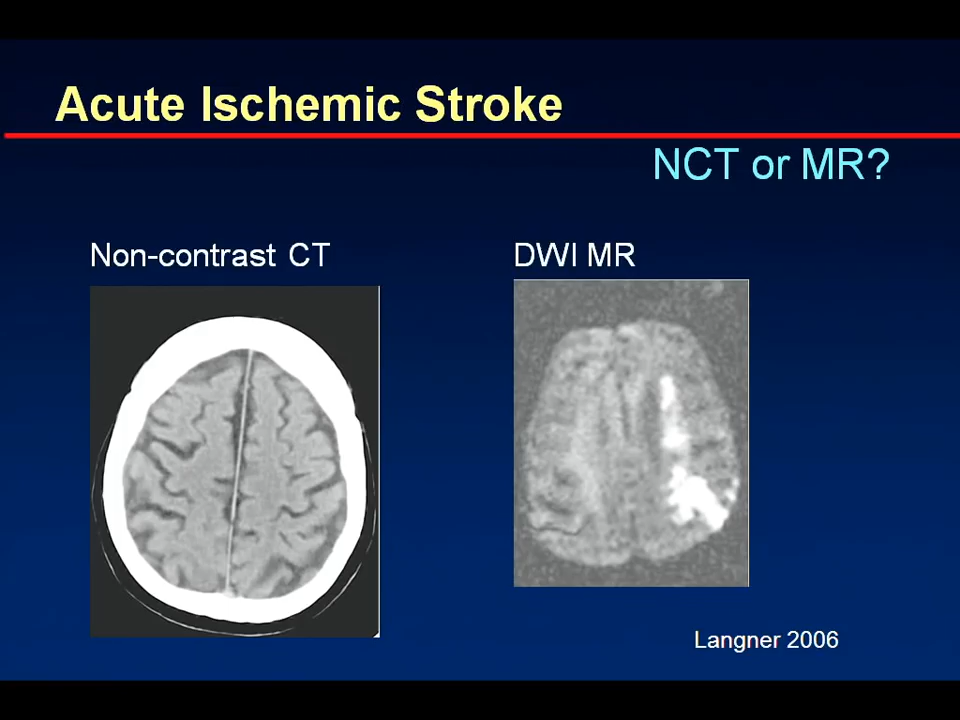 Acute Ischemic Stroke
NCT or MR?
Non-contrast CT
DWI MR
Langner 2006